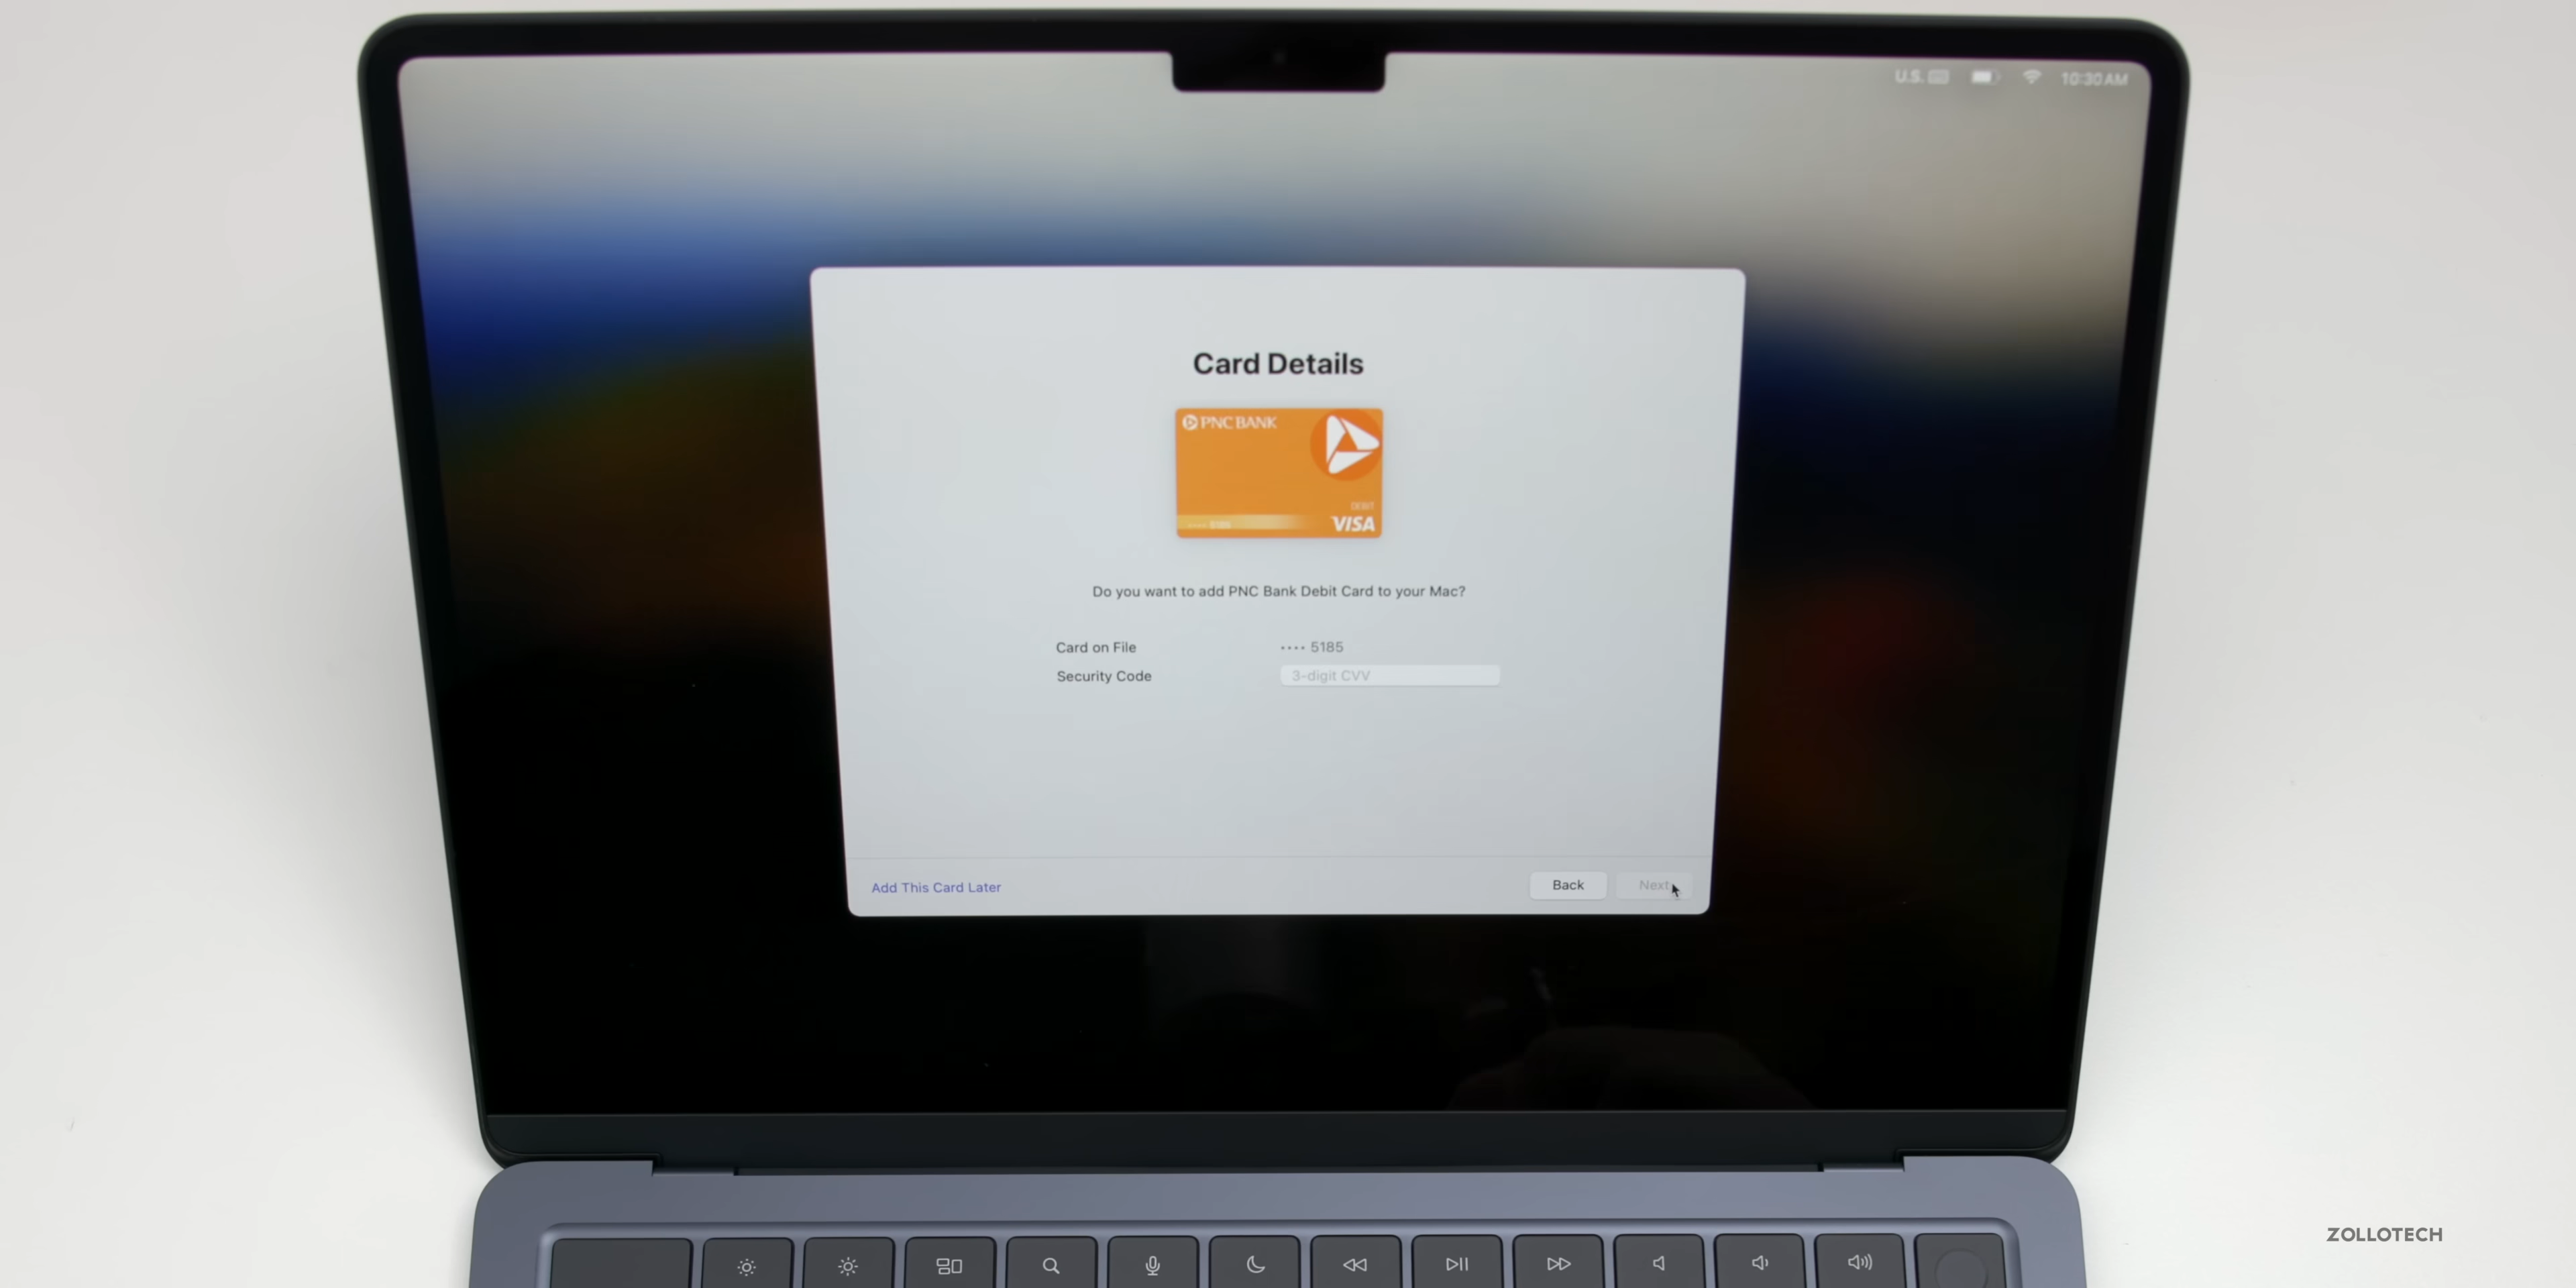 U.S. 10:30 AM
Card Details
PNC BANK
DEBIT
5185
VISA
Do you want to add PNC Bank Debit Card to your Mac?
Card on File •••• 5185
Security Code 3-digit CVV
Add This Card Later Back Next
ZOLLOTECH